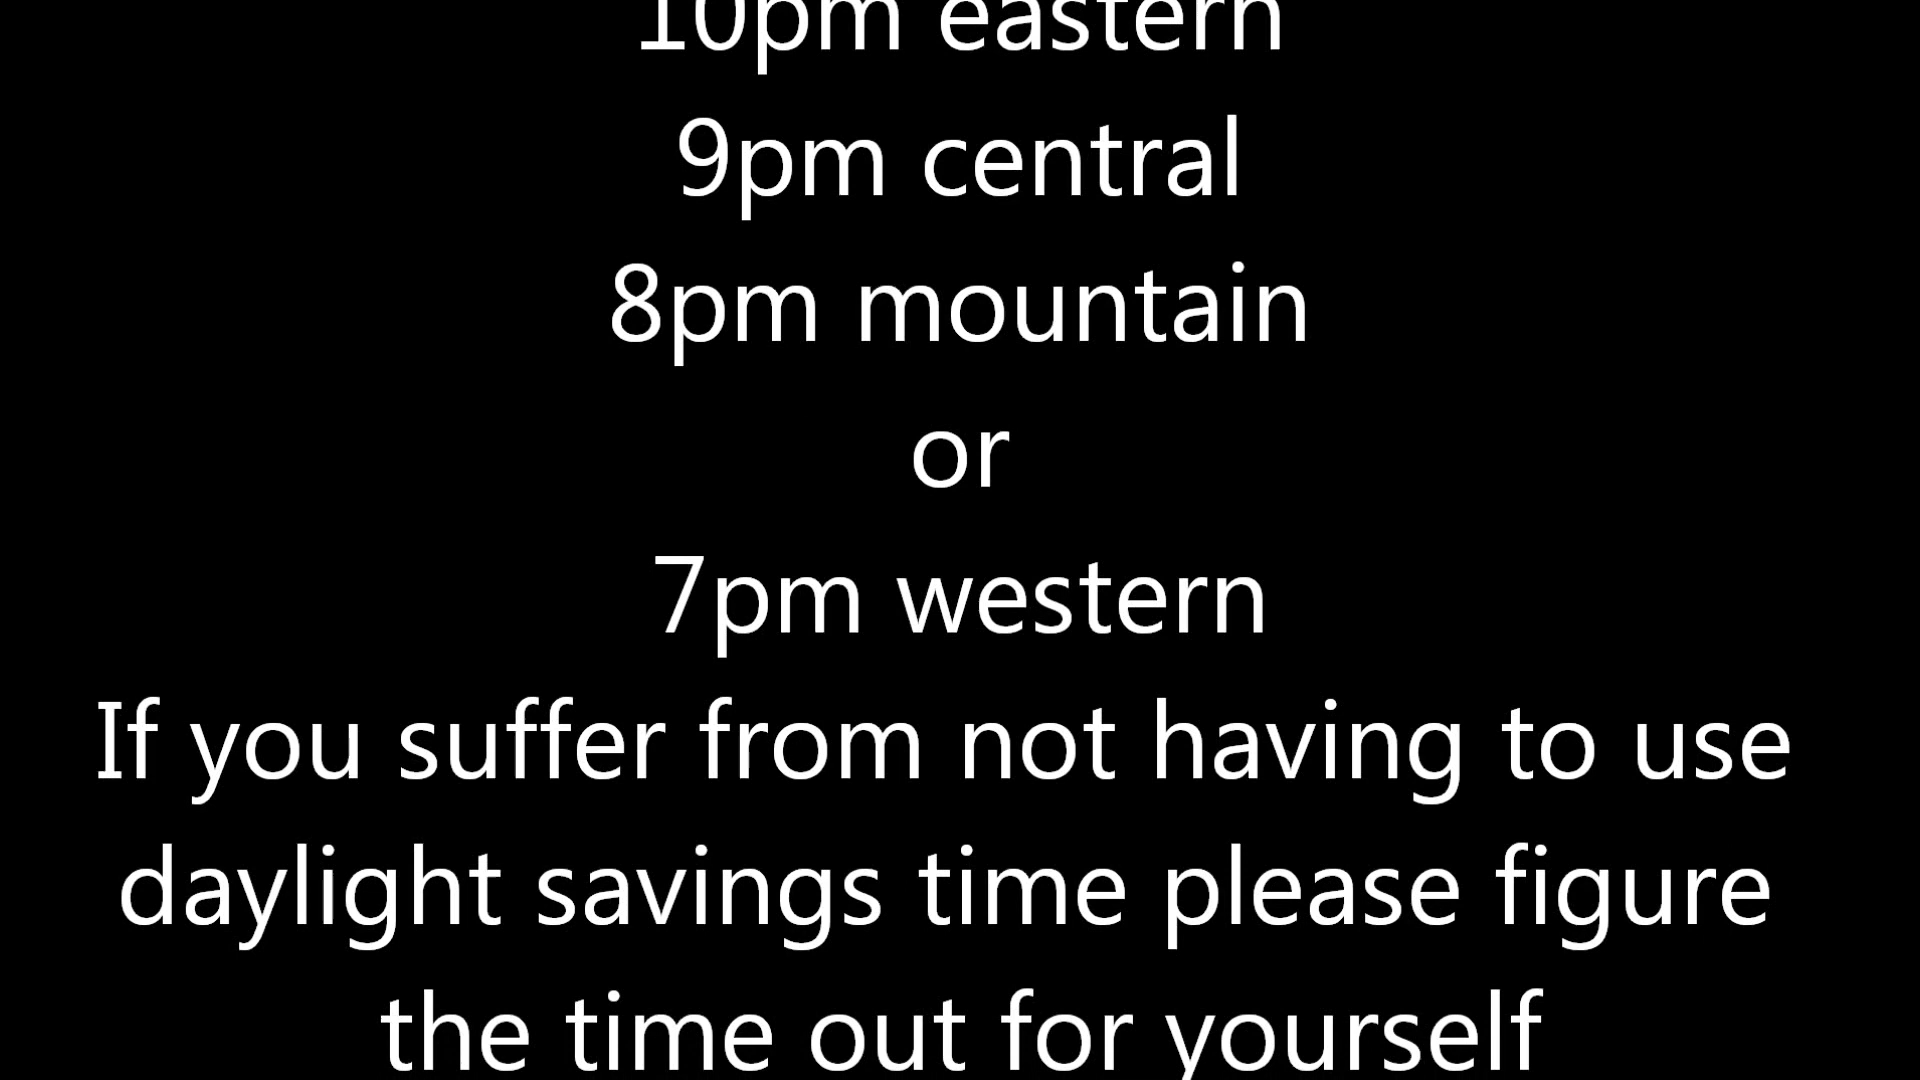 10pm eastern
9pm central
8pm mountain
or
7pm western
If you suffer from not having to use
daylight savings time please figure
the time out for yourself